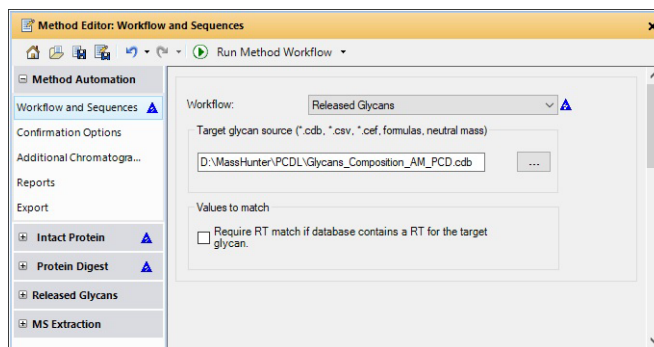 Method Editor: Workflow and Sequences
Run Method Workflow
Method Automation
Workflow and Sequences
Confirmation Options
Additional Chromatogra...
Reports
Export
Intact Protein
Protein Digest
Released Glycans
MS Extraction
Workflow:
Released Glycans
Target glycan source (*.cdb, *.csv, *.cef, formulas, neutral mass)
D:\MassHunter\PCDL\Glycans_Composition_AM_PCD.cdb
...
Values to match
Require RT match if database contains a RT for the target
glycan.